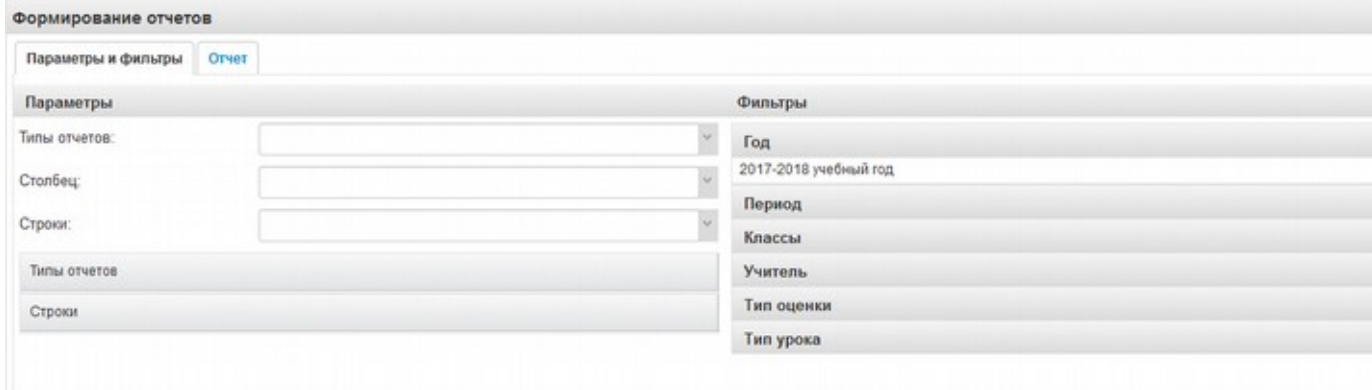 Формирование отчетов
Параметры и фильтры
Отчет
Параметры
Типы отчетов:
Столбец:
Строки:
Типы отчетов
Строки
Фильтры
Год
2017-2018 учебный год
Период
Классы
Учитель
Тип оценки
Тип урока